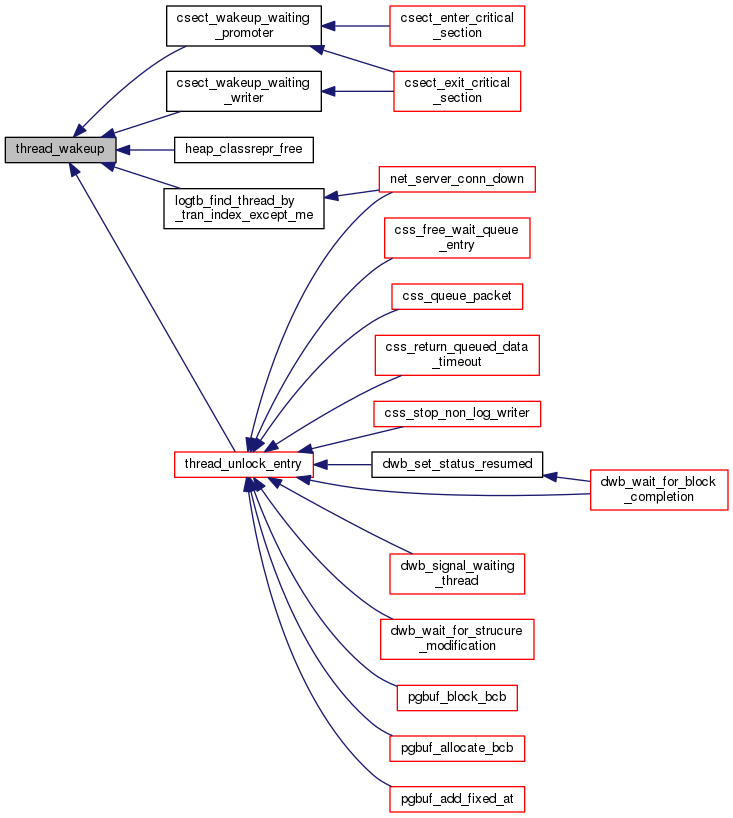 csect_wakeup_waiting
_promoter
csect_enter_critical
_section
csect_wakeup_waiting
_writer
csect_exit_critical
_section
thread_wakeup
heap_classrepr_free
net_server_conn_down
logtb_find_thread_by
_tran_index_except_me
css_free_wait_queue
_entry
css_queue_packet
css_return_queued_data
_timeout
css_stop_non_log_writer
thread_unlock_entry
dwb_set_status_resumed
dwb_wait_for_block
_completion
dwb_signal_waiting
_thread
dwb_wait_for_strucure
_modification
pgbuf_block_bcb
pgbuf_allocate_bcb
pgbuf_add_fixed_at